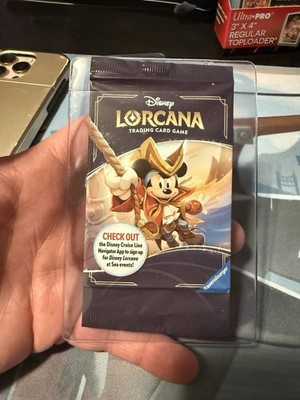 Ultra•PRO®
3" X 4"
REGULAR
TOPLOADER
Disney
LORCANA
TRADING CARD GAME
CHECK OUT
the Disney Cruise Line
Navigator App to sign up
for Disney Lorcana
at Sea events!
Ravensburger